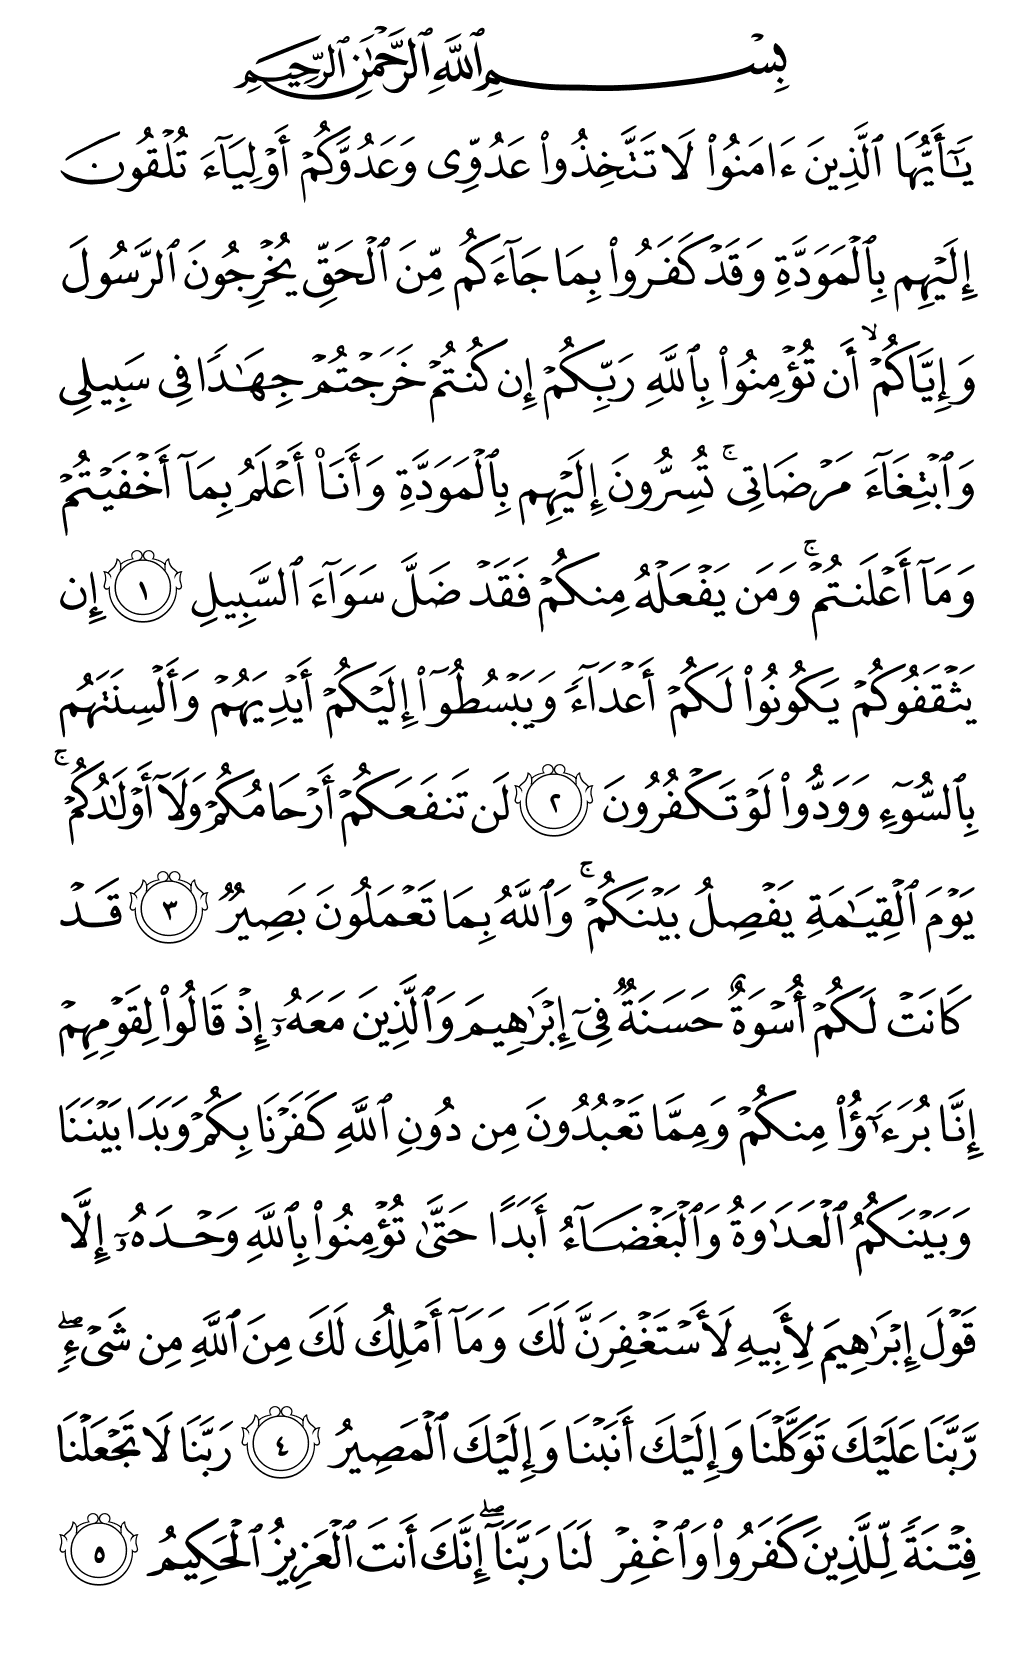 بِسْمِ ٱللَّهِ ٱلرَّحْمَٰنِ ٱلرَّحِيمِ
يَٰٓأَيُّهَا ٱلَّذِينَ ءَامَنُوا۟ لَا تَتَّخِذُوا۟ عَدُوِّى وَعَدُوَّكُمْ أَوْلِيَآءَ تُلْقُونَ
إِلَيْهِم بِٱلْمَوَدَّةِ وَقَدْ كَفَرُوا۟ بِمَا جَآءَكُم مِّنَ ٱلْحَقِّ يُخْرِجُونَ ٱلرَّسُولَ
وَإِيَّاكُمْ ۙ أَن تُؤْمِنُوا۟ بِٱللَّهِ رَبِّكُمْ إِن كُنتُمْ خَرَجْتُمْ جِهَٰدًا فِى سَبِيلِى
وَٱبْتِغَآءَ مَرْضَاتِى ۚ تُسِرُّونَ إِلَيْهِم بِٱلْمَوَدَّةِ وَأَنَا۠ أَعْلَمُ بِمَآ أَخْفَيْتُمْ
وَمَآ أَعْلَنتُمْ ۚ وَمَن يَفْعَلْهُ مِنكُمْ فَقَدْ ضَلَّ سَوَآءَ ٱلسَّبِيلِ ١ إِن
يَثْقَفُوكُمْ يَكُونُوا۟ لَكُمْ أَعْدَآءً وَيَبْسُطُوٓا۟ إِلَيْكُمْ أَيْدِيَهُمْ وَأَلْسِنَتَهُم
بِٱلسُّوٓءِ وَوَدُّوا۟ لَوْ تَكْفُرُونَ ٢ لَن تَنفَعَكُمْ أَرْحَامُكُمْ وَلَآ أَوْلَٰدُكُمْ ۚ
يَوْمَ ٱلْقِيَٰمَةِ يَفْصِلُ بَيْنَكُمْ ۚ وَٱللَّهُ بِمَا تَعْمَلُونَ بَصِيرٌ ٣ قَدْ
كَانَتْ لَكُمْ أُسْوَةٌ حَسَنَةٌ فِىٓ إِبْرَٰهِيمَ وَٱلَّذِينَ مَعَهُۥٓ إِذْ قَالُوا۟ لِقَوْمِهِمْ
إِنَّا بُرَءَٰٓؤُا۟ مِنكُمْ وَمِمَّا تَعْبُدُونَ مِن دُونِ ٱللَّهِ كَفَرْنَا بِكُمْ وَبَدَا بَيْنَنَا
وَبَيْنَكُمُ ٱلْعَدَٰوَةُ وَٱلْبَغْضَآءُ أَبَدًا حَتَّىٰ تُؤْمِنُوا۟ بِٱللَّهِ وَحْدَهُۥٓ إِلَّا
قَوْلَ إِبْرَٰهِيمَ لِأَبِيهِ لَأَسْتَغْفِرَنَّ لَكَ وَمَآ أَمْلِكُ لَكَ مِنَ ٱللَّهِ مِن شَىْءٍ ۖ
رَّبَّنَا عَلَيْكَ تَوَكَّلْنَا وَإِلَيْكَ أَنَبْنَا وَإِلَيْكَ ٱلْمَصِيرُ ٤ رَبَّنَا لَا تَجْعَلْنَا
فِتْنَةً لِّلَّذِينَ كَفَرُوا۟ وَٱغْفِرْ لَنَا رَبَّنَآ ۖ إِنَّكَ أَنتَ ٱلْعَزِيزُ ٱلْحَكِيمُ ٥